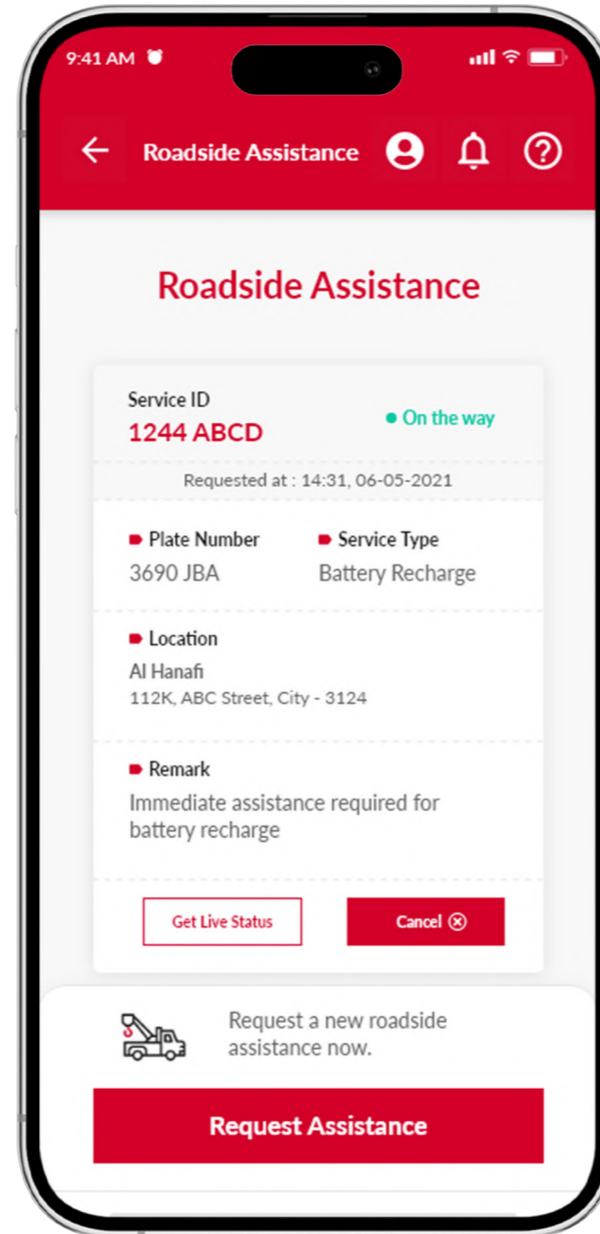 9:41 AM
Roadside Assistance
Roadside Assistance
Service ID
1244 ABCD
On the way
Requested at : 14:31, 06-05-2021
Plate Number
Service Type
3690 JBA
Battery Recharge
Location
Al Hanafi
112K, ABC Street, City - 3124
Remark
Immediate assistance required for
battery recharge
Get Live Status
Cancel
Request a new roadside
assistance now.
Request Assistance